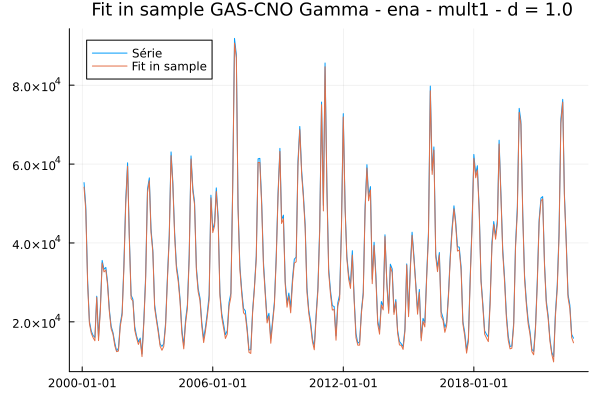 Fit in sample GAS-CNO Gamma - ena - mult1 - d = 1.0
Série
Fit in sample
8.0×10⁴
6.0×10⁴
4.0×10⁴
2.0×10⁴
2000-01-01 2006-01-01 2012-01-01 2018-01-01